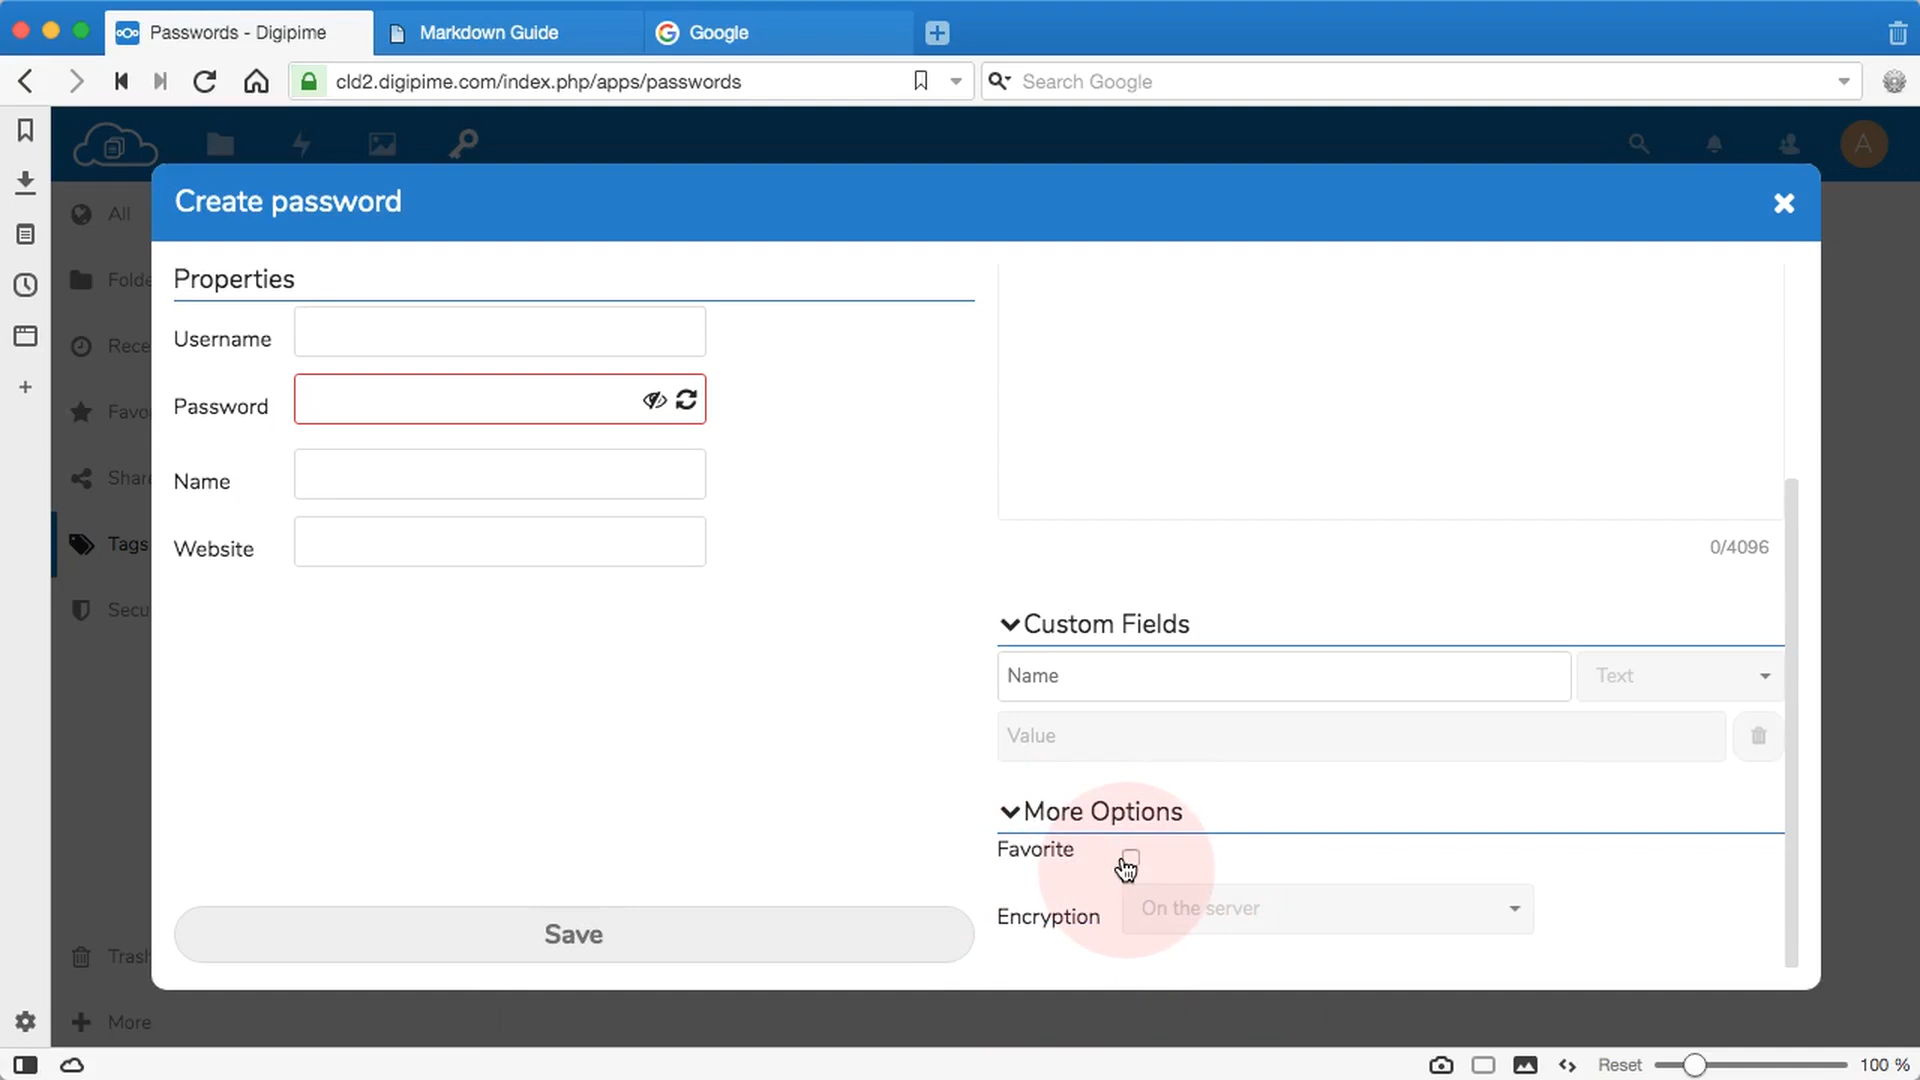 Passwords - Digipime
Markdown Guide
Google
cld2.digipime.com/index.php/apps/passwords
Search Google
A
All
Folde
Rece
Favo
Share
Tags
Secu
Trash
More
Create password
Properties
Username
Password
Name
Website
Save
0/4096
Custom Fields
Name
Text
Value
More Options
Favorite
Encryption
On the server
Reset
100 %